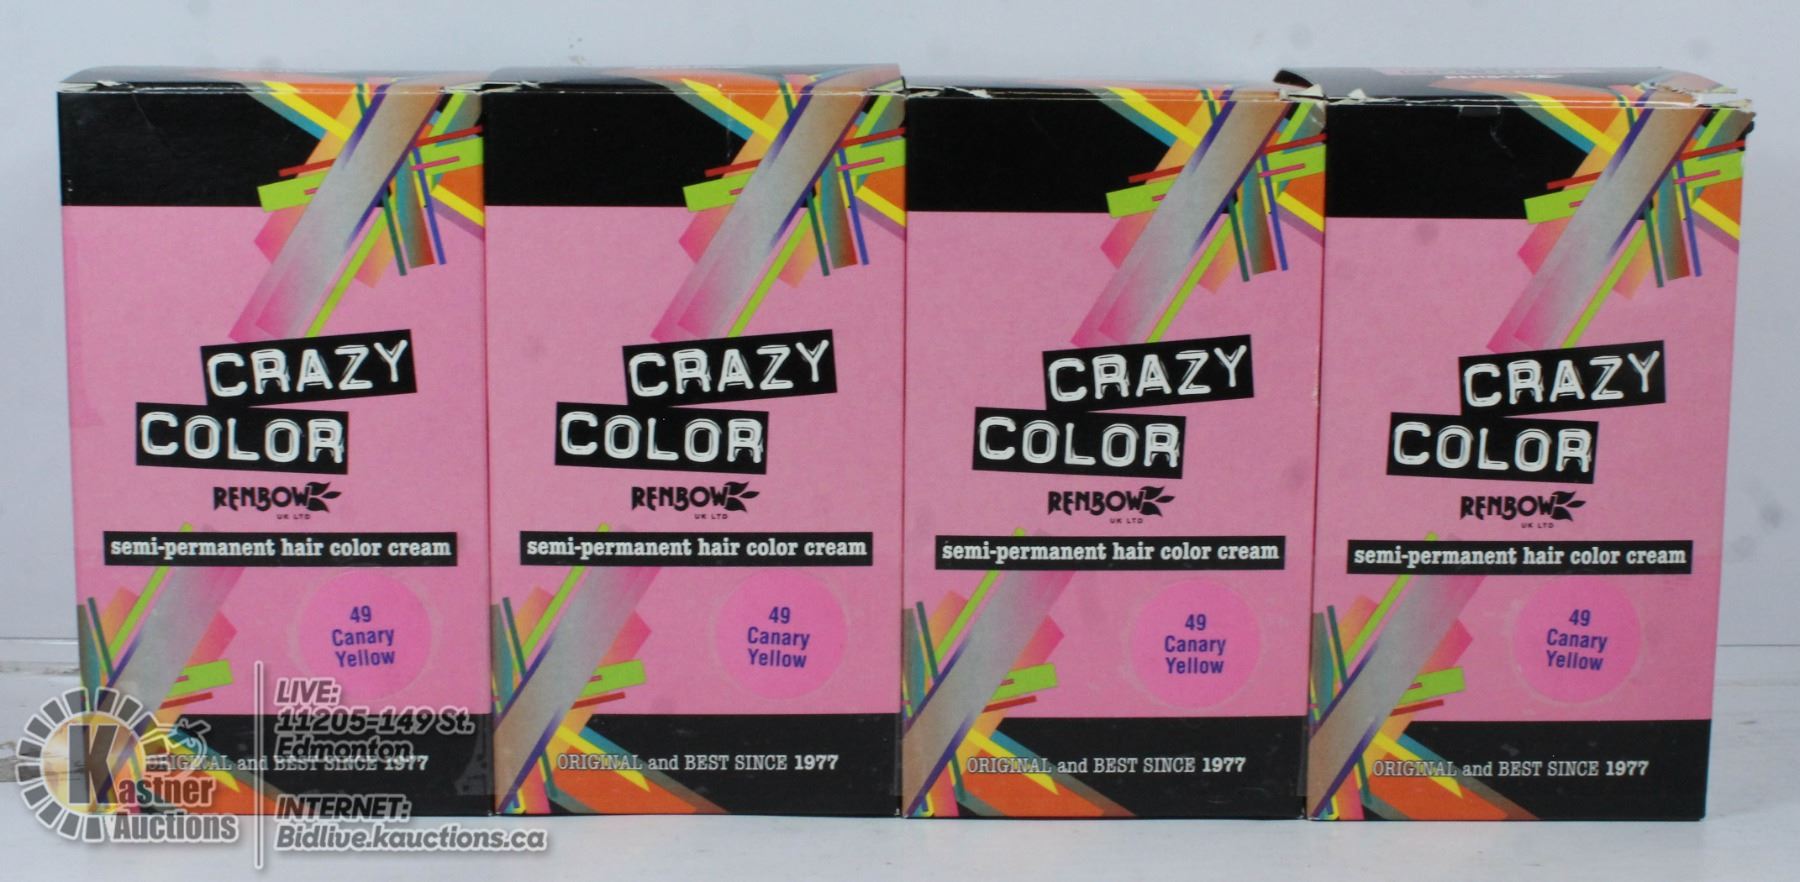 CRAZY
COLOR
RENBOW
UK LTD
semi-permanent hair color cream
49
Canary
Yellow
ORIGINAL and BEST SINCE 1977
CRAZY
COLOR
RENBOW
UK LTD
semi-permanent hair color cream
49
Canary
Yellow
ORIGINAL and BEST SINCE 1977
CRAZY
COLOR
RENBOW
UK LTD
semi-permanent hair color cream
49
Canary
Yellow
ORIGINAL and BEST SINCE 1977
RENBOW
CRAZY
COLOR
RENBOW
UK LTD
semi-permanent hair color cream
49
Canary
Yellow
ORIGINAL and BEST SINCE 1977
Kastner
Auctions
LIVE:
11205-149 St.
Edmonton
INTERNET:
Bidlive.kauctions.ca